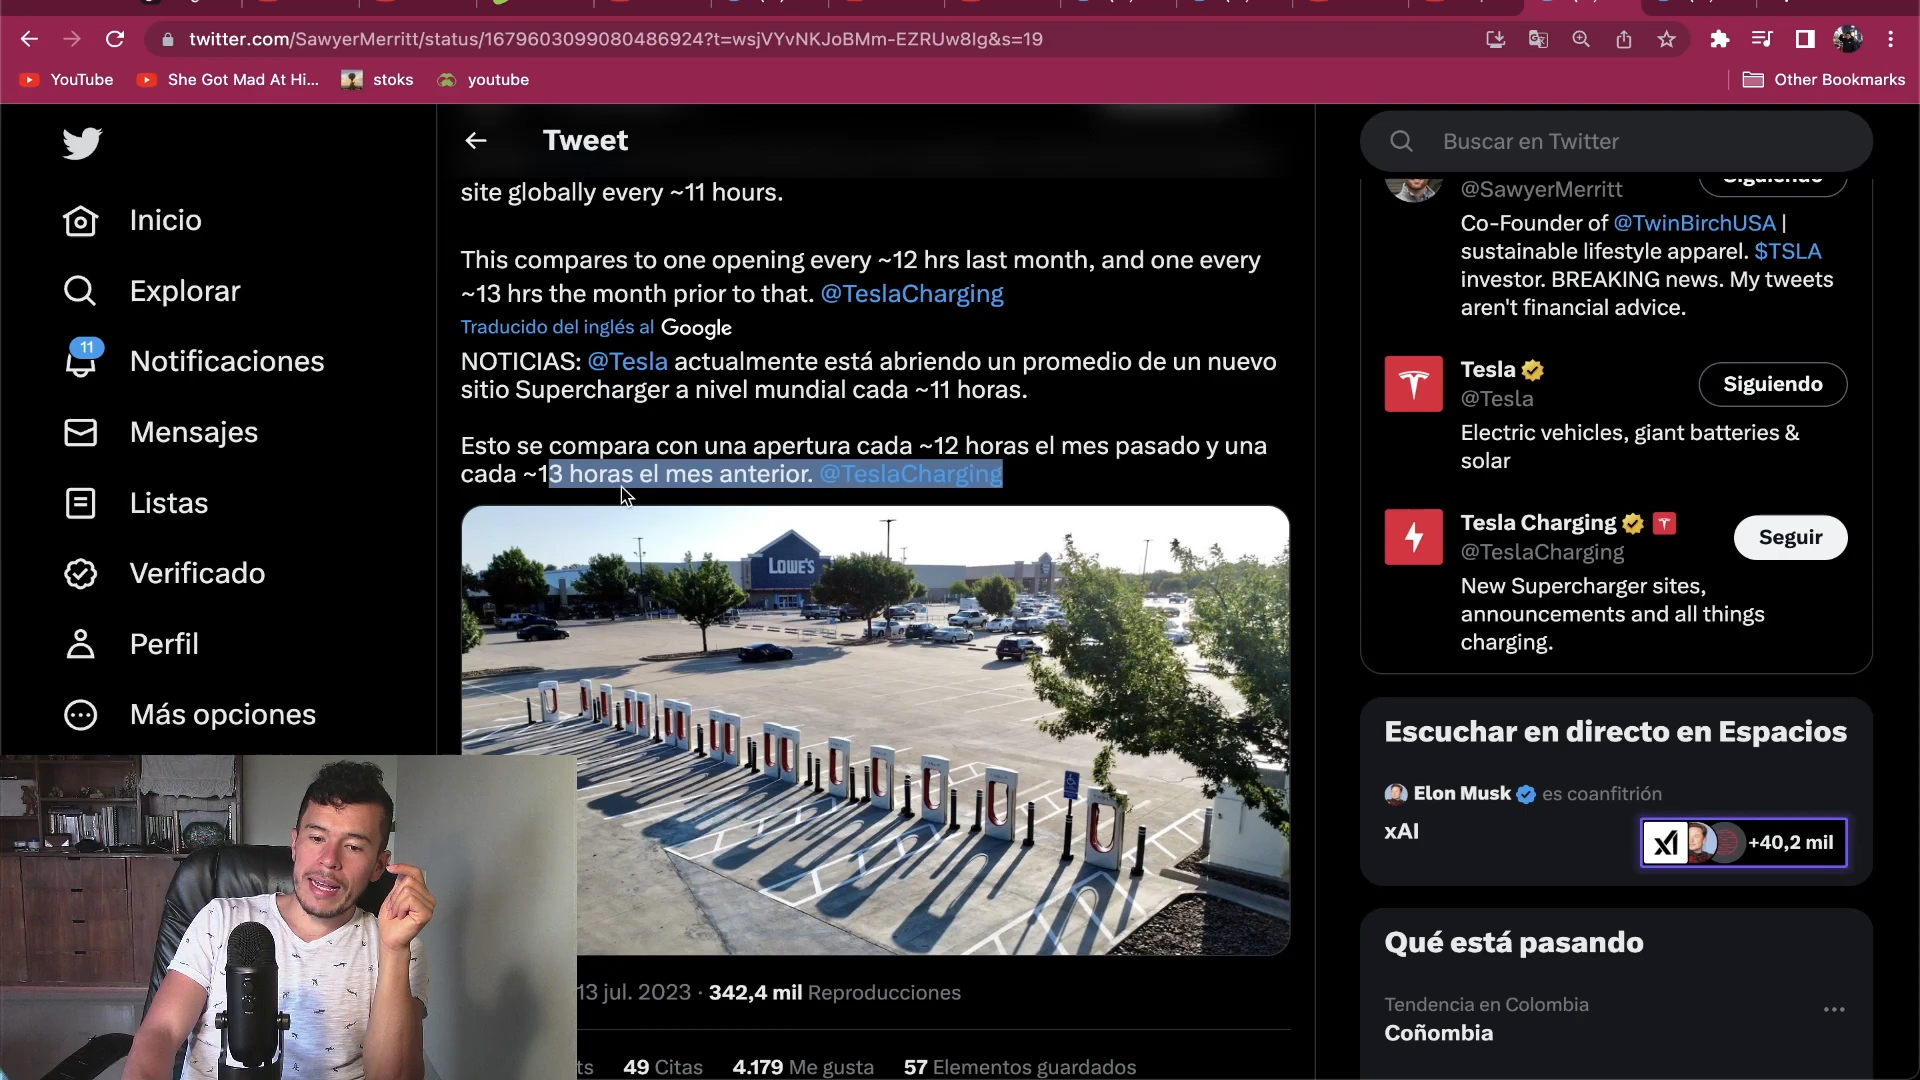 twitter.com/SawyerMerritt/status/1679603099080486924?t=wsjVYvNKJoBMm-EZRUw8Ig&s=19
YouTube
She Got Mad At Hi...
stoks
youtube
Other Bookmarks
Inicio
Explorar
11
Notificaciones
Mensajes
Listas
Verificado
Perfil
Más opciones
Tweet
site globally every ~11 hours.
This compares to one opening every ~12 hrs last month, and one every
~13 hrs the month prior to that. @TeslaCharging
Traducido del inglés al Google
NOTICIAS: @Tesla actualmente está abriendo un promedio de un nuevo
sitio Supercharger a nivel mundial cada ~11 horas.
Esto se compara con una apertura cada ~12 horas el mes pasado y una
cada ~13 horas el mes anterior. @TeslaCharging
LOWE'S
13 jul. 2023 · 342,4 mil Reproducciones
49 Citas
4.179 Me gusta
57 Elementos guardados
Buscar en Twitter
@SawyerMerritt
Siguiendo
Co-Founder of @TwinBirchUSA |
sustainable lifestyle apparel. $TSLA
investor. BREAKING news. My tweets
aren't financial advice.
Tesla
@Tesla
Siguiendo
Electric vehicles, giant batteries &
solar
Tesla Charging
@TeslaCharging
Seguir
New Supercharger sites,
announcements and all things
charging.
Escuchar en directo en Espacios
Elon Musk es coanfitrión
xAI
+40,2 mil
Qué está pasando
Tendencia en Colombia
Coñombia